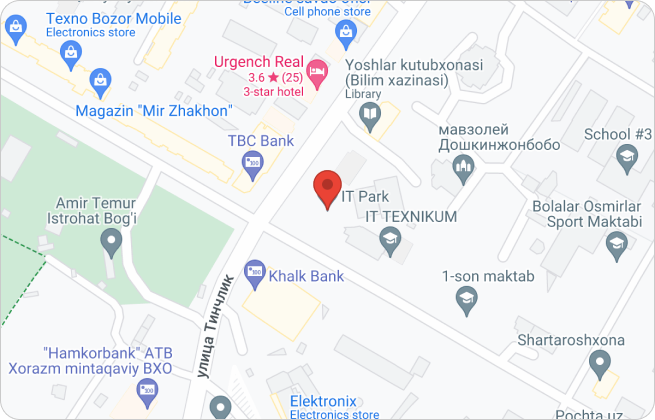 Texno Bozor Mobile
Electronics store
Cell phone store
Magazin "Mir Zhakhon"
Urgench Real
3.6 ★ (25)
3-star hotel
Yoshlar kutubxonasi
(Bilim xazinasi)
Library
TBC Bank
мавзолей
Дошкинжонбобо
School #3
Amir Temur
Istrohat Bog'i
IT Park
IT TEXNIKUM
Bolalar Osmirlar
Sport Maktabi
Khalk Bank
1-son maktab
улица Тинчлик
"Hamkorbank" ATB
Xorazm mintaqaviy BXO
Shartaroshxona
Elektronix
Electronics store
Pochta uz